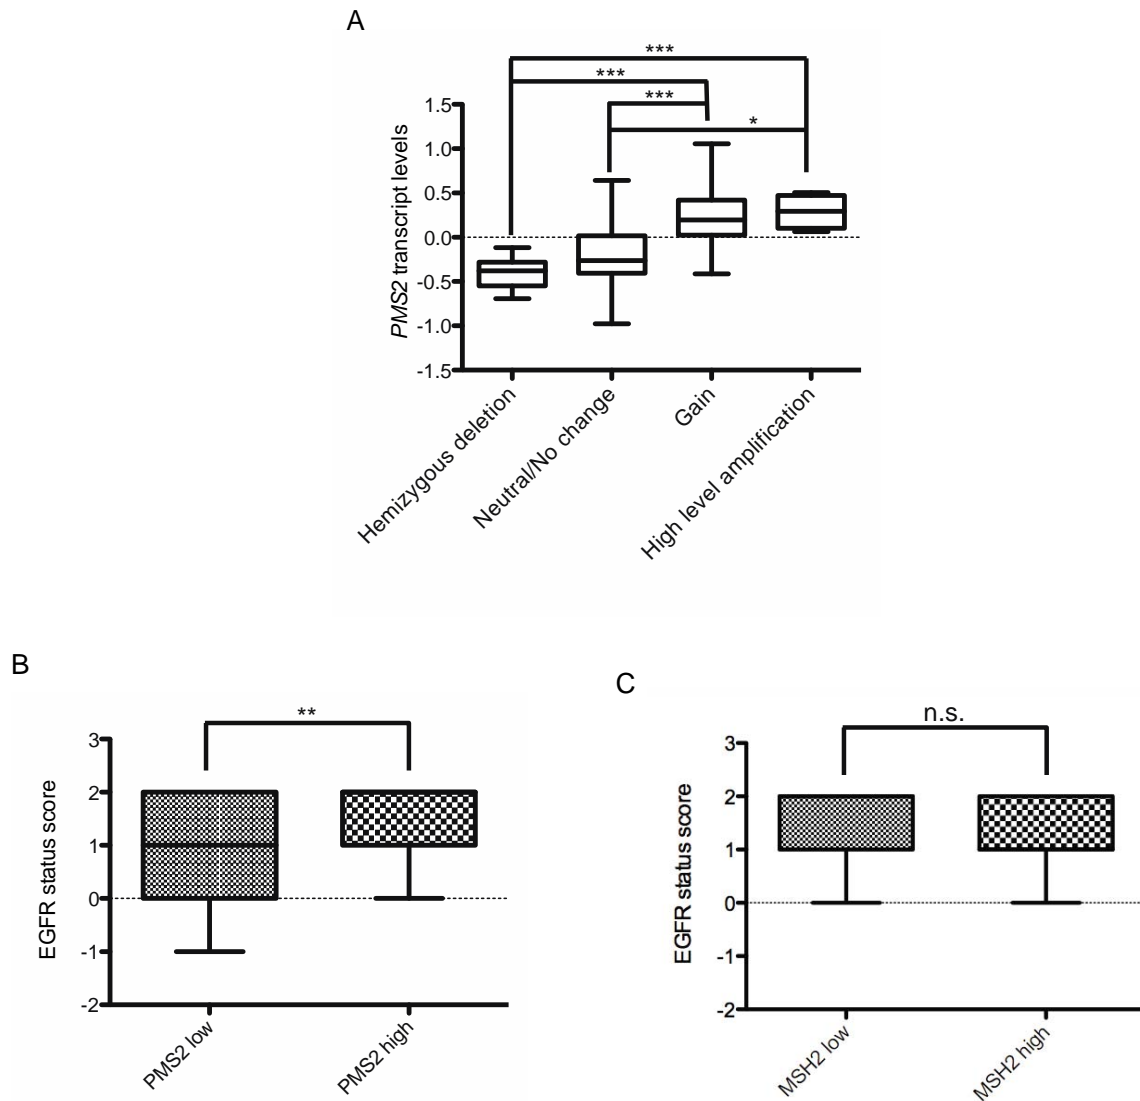 A
***
***
***
*
1.5
1.0
0.5
0.0
-0.5
-1.0
-1.5
PMS2 transcript levels
Hemizygous deletion
Neutral/No change
Gain
High level amplification
B
**
3
2
1
0
-1
-2
EGFR status score
PMS2 low
PMS2 high
C
n.s.
3
2
1
0
-1
-2
EGFR status score
MSH2 low
MSH2 high